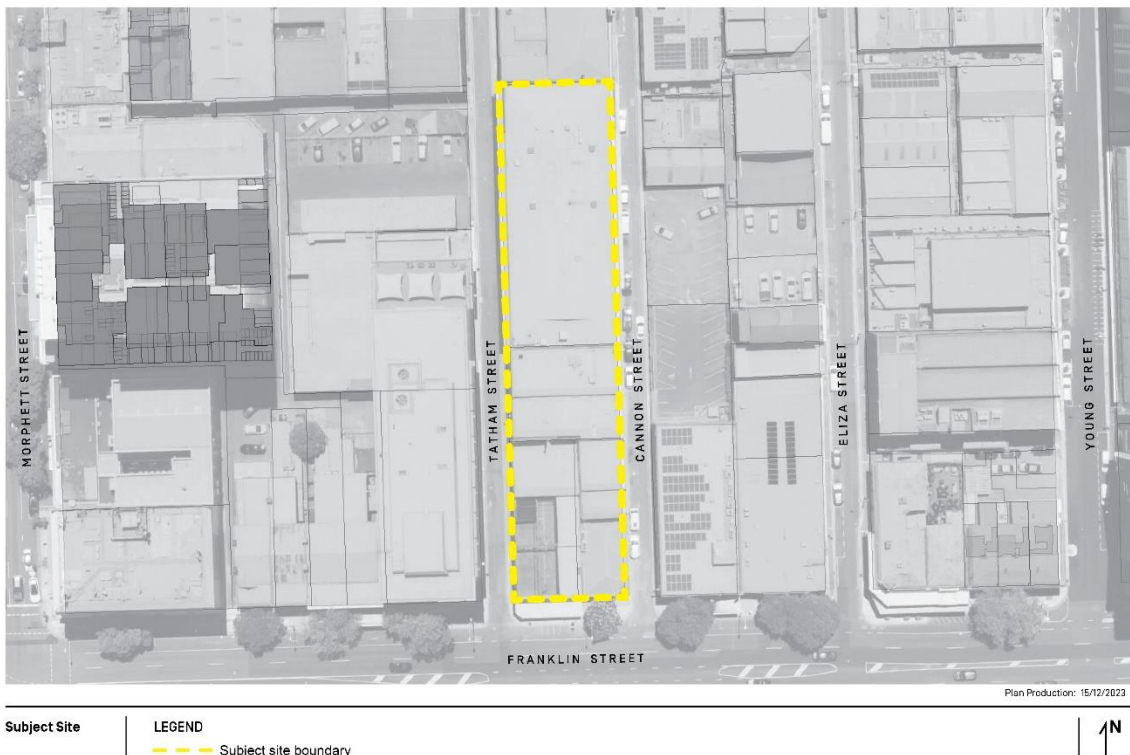 MORPHETT STREET
TATHAM STREET
CANNON STREET
ELIZA STREET
YOUNG STREET
FRANKLIN STREET
Plan Production: 15/12/2023
Subject Site
LEGEND
Subject site boundary
N